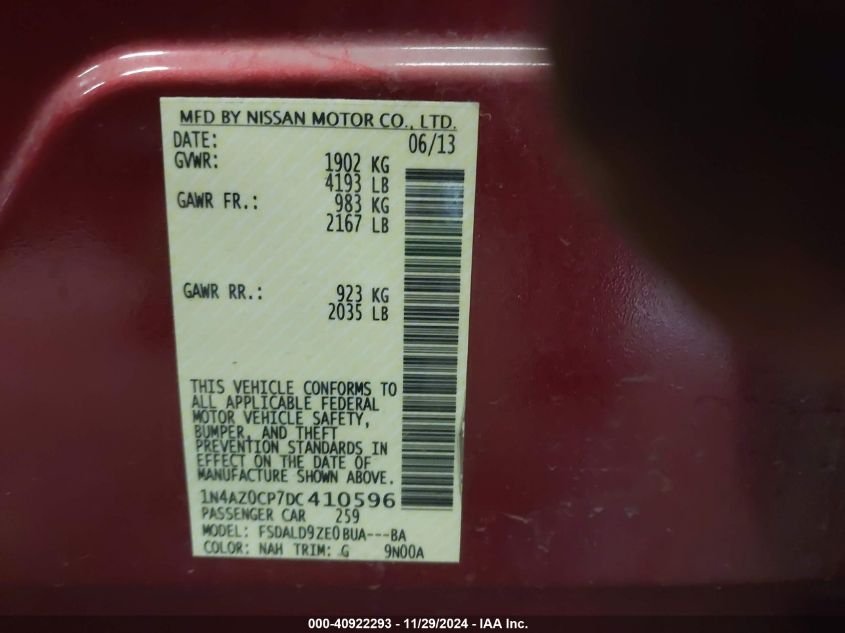 MFD BY NISSAN MOTOR CO., LTD.
DATE: 06/13
GVWR: 1902 KG
4193 LB
GAWR FR.: 983 KG
2167 LB
GAWR RR.: 923 KG
2035 LB
THIS VEHICLE CONFORMS TO
ALL APPLICABLE FEDERAL
MOTOR VEHICLE SAFETY,
BUMPER, AND THEFT
PREVENTION STANDARDS IN
EFFECT ON THE DATE OF
MANUFACTURE SHOWN ABOVE.
1N4AZ0CP7DC410596
PASSENGER CAR 259
MODEL: FSDALD9ZE0BUA---BA
COLOR: NAH TRIM: G 9N00A
000-40922293 - 11/29/2024 - IAA Inc.